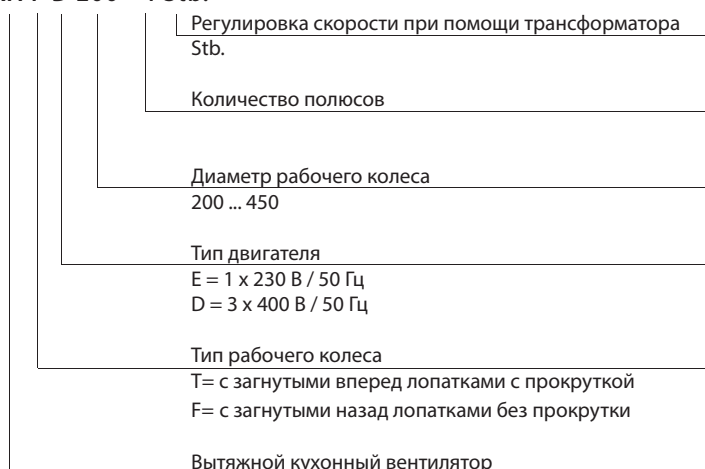 Регулировка скорости при помощи трансформатора
Stb.
Количество полюсов
Диаметр рабочего колеса
200 ... 450
Тип двигателя
E = 1 x 230 В / 50 Гц
D = 3 x 400 В / 50 Гц
Тип рабочего колеса
T= с загнутыми вперед лопатками с прокруткой
F= с загнутыми назад лопатками без прокрутки
Вытяжной кухонный вентилятор